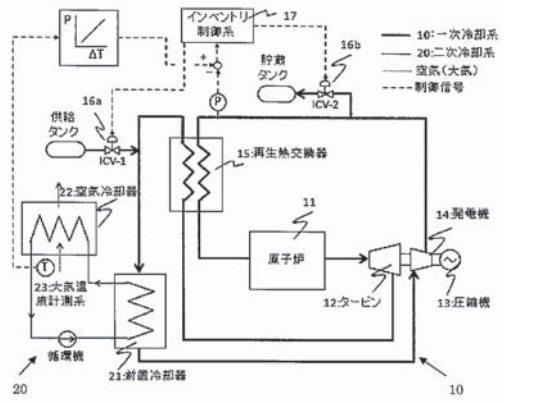 P
ΔT
インベントリ
制御系
17
16b
貯蔵
タンク
ICV-2
10:一次冷却系
20:二次冷却系
空気(大気)
制御信号
+
−
P
16a
供給
タンク
ICV-1
15:再生熱交換器
22:空気冷却器
T
23:大気温
度計測系
11
原子炉
14:発電機
12:タービン
13:圧縮機
循環機
21:前置冷却器
20
10